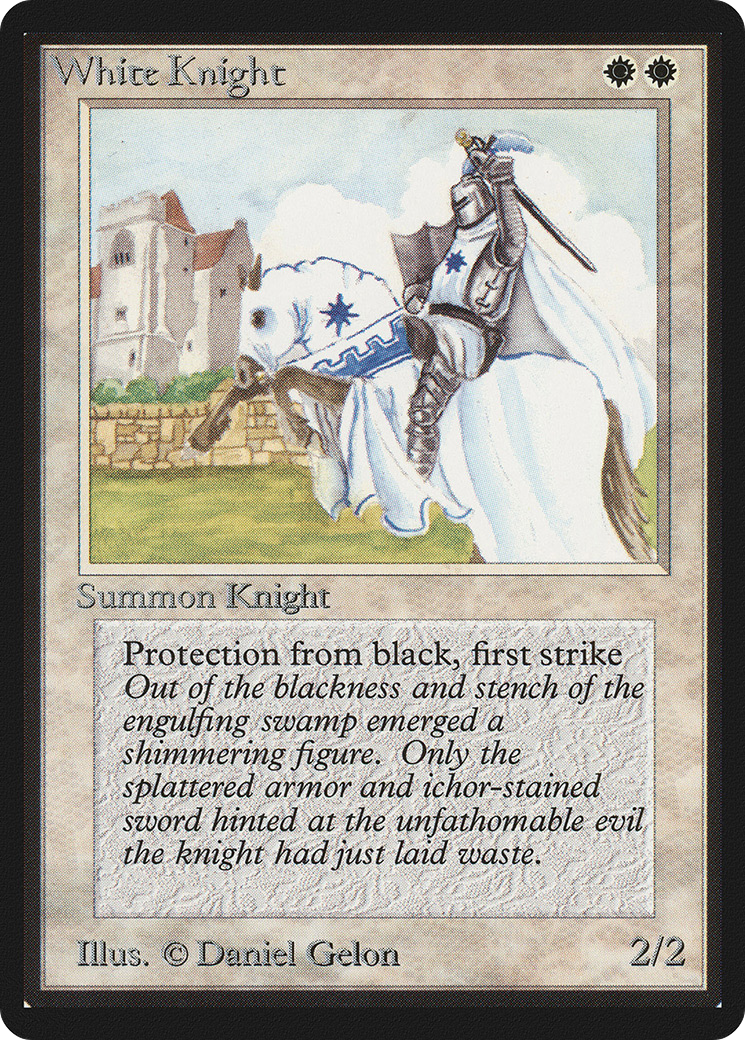 White Knight
Summon Knight
Protection from black, first strike
Out of the blackness and stench of the
engulfing swamp emerged a
shimmering figure. Only the
splattered armor and ichor-stained
sword hinted at the unfathomable evil
the knight had just laid waste.
Illus. © Daniel Gelon
2/2